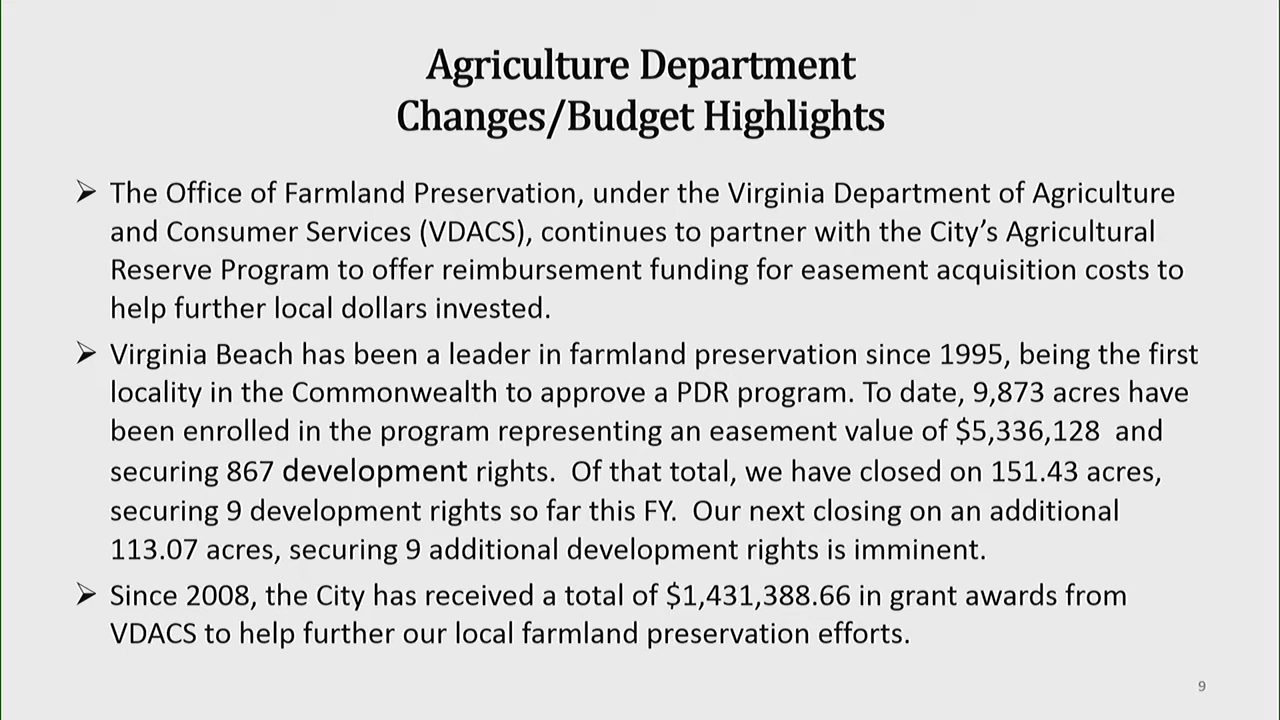 Agriculture Department
Changes/Budget Highlights
➢ The Office of Farmland Preservation, under the Virginia Department of Agriculture
and Consumer Services (VDACS), continues to partner with the City’s Agricultural
Reserve Program to offer reimbursement funding for easement acquisition costs to
help further local dollars invested.
➢ Virginia Beach has been a leader in farmland preservation since 1995, being the first
locality in the Commonwealth to approve a PDR program. To date, 9,873 acres have
been enrolled in the program representing an easement value of $5,336,128 and
securing 867 development rights. Of that total, we have closed on 151.43 acres,
securing 9 development rights so far this FY. Our next closing on an additional
113.07 acres, securing 9 additional development rights is imminent.
➢ Since 2008, the City has received a total of $1,431,388.66 in grant awards from
VDACS to help further our local farmland preservation efforts.
9